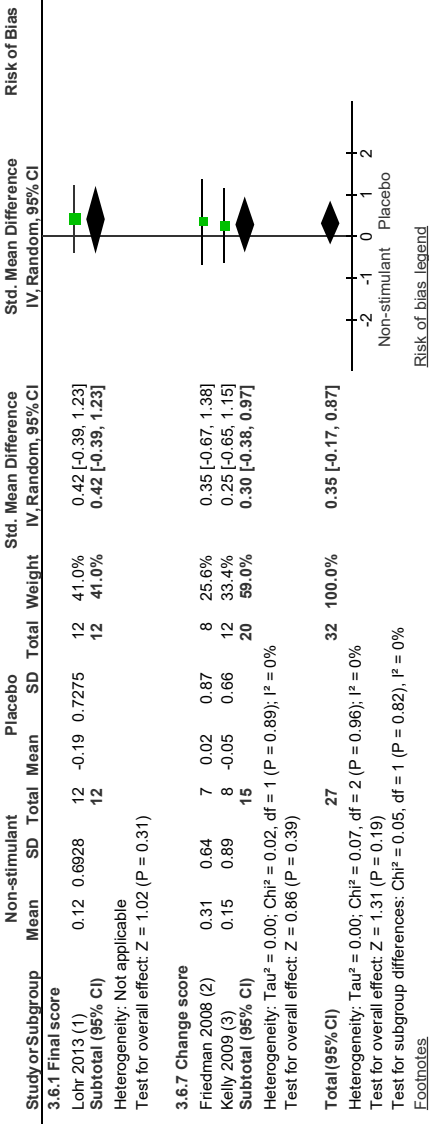 Non-stimulant Placebo Std. Mean Difference Std. Mean Difference Risk of Bias
Study or Subgroup Mean SD Total Mean SD Total Weight IV, Random, 95% CI IV, Random, 95% CI
3.6.1 Final score
Lohr 2013 (1) 0.12 0.6928 12 -0.19 0.7275 12 41.0% 0.42 [-0.39, 1.23]
Subtotal (95% CI) 12 12 41.0% 0.42 [-0.39, 1.23]
Heterogeneity: Not applicable
Test for overall effect: Z = 1.02 (P = 0.31)
3.6.7 Change score
Friedman 2008 (2) 0.31 0.64 7 0.02 0.87 8 25.6% 0.35 [-0.67, 1.38]
Kelly 2009 (3) 0.15 0.89 8 -0.05 0.66 12 33.4% 0.25 [-0.65, 1.15]
Subtotal (95% CI) 15 20 59.0% 0.30 [-0.38, 0.97]
Heterogeneity: Tau² = 0.00; Chi² = 0.02, df = 1 (P = 0.89); I² = 0%
Test for overall effect: Z = 0.86 (P = 0.39)
Total (95% CI) 27 32 100.0% 0.35 [-0.17, 0.87]
Heterogeneity: Tau² = 0.00; Chi² = 0.07, df = 2 (P = 0.96); I² = 0%
Test for overall effect: Z = 1.31 (P = 0.19)
Test for subgroup differences: Chi² = 0.05, df = 1 (P = 0.82), I² = 0%
-2 -1 0 1 2
Non-stimulant Placebo
Footnotes Risk of bias legend